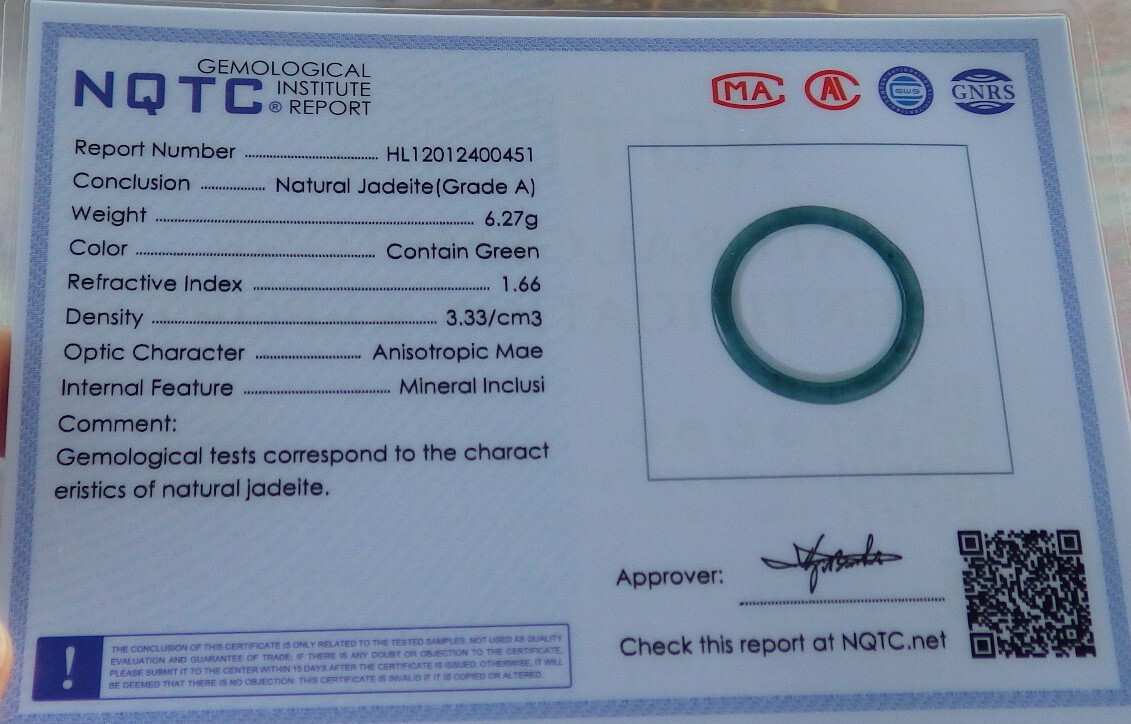 NQTC® GEMOLOGICAL
INSTITUTE
REPORT
MA
AL
GWS
GNRS
Report Number ........ HL12012400451
Conclusion ........ Natural Jadeite(Grade A)
Weight ........ 6.27g
Color ........ Contain Green
Refractive Index ........ 1.66
Density ........ 3.33/cm3
Optic Character ........ Anisotropic Mae
Internal Feature ........ Mineral Inclusi
Comment:
Gemological tests correspond to the charact
eristics of natural jadeite.
Approver:
Check this report at NQTC.net
!
THE CONCLUSION OF THIS CERTIFICATE IS ONLY RELATED TO THE TESTED SAMPLES, NOT USED AS QUALITY
EVALUATION AND GUARANTEE OF TRADE. IF THERE IS ANY DOUBT OR OBJECTION TO THE CERTIFICATE,
PLEASE SUBMIT IT TO THE CENTER WITHIN 15 DAYS AFTER THE CERTIFICATE IS ISSUED. OTHERWISE, IT WILL
BE DEEMED THAT THERE IS NO OBJECTION. THIS CERTIFICATE IS INVALID IF IT IS COPIED OR ALTERED.